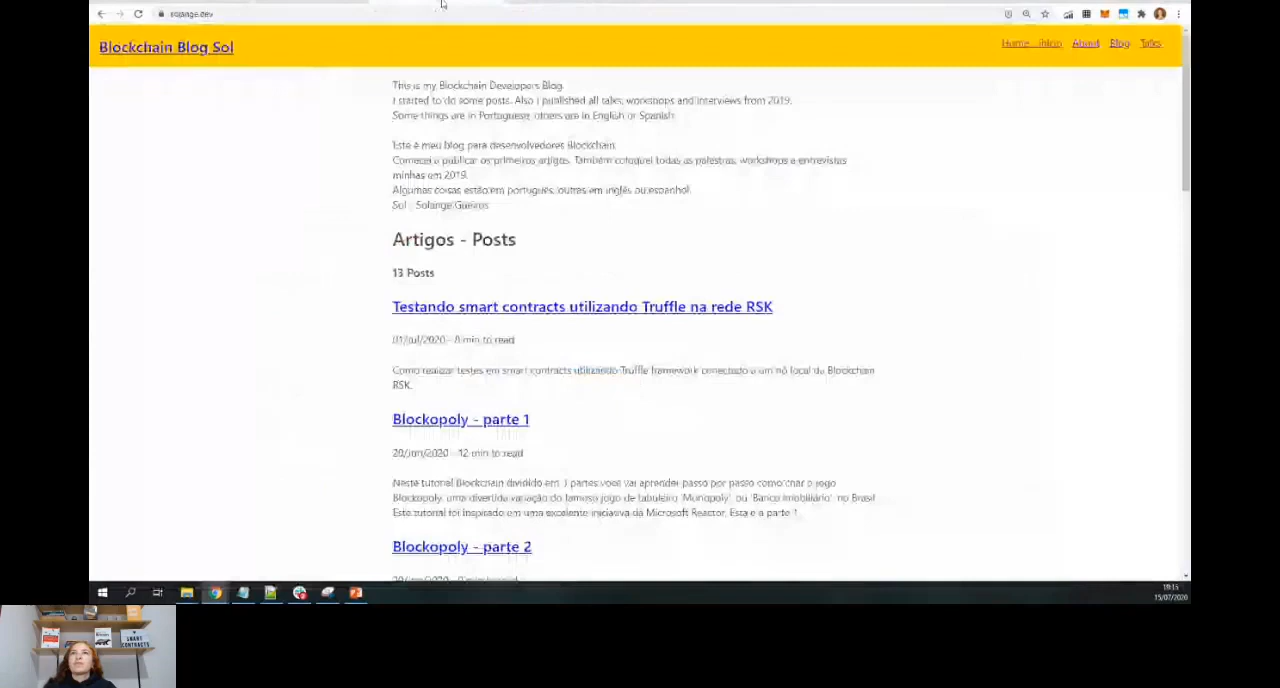 solange.dev
Blockchain Blog Sol
Home - Início About Blog Talks
This is my Blockchain Developers Blog.
I started to do some posts. Also I published all talks, workshops and interviews from 2019.
Some things are in Portuguese, others are in English or Spanish.
Este é meu blog para desenvolvedores Blockchain.
Comecei a publicar os primeiros artigos. Também coloquei todas as palestras, workshops e entrevistas
minhas em 2019.
Algumas coisas estão em português, outras em inglês ou espanhol.
Sol - Solange Gueiros
Artigos - Posts
13 Posts
Testando smart contracts utilizando Truffle na rede RSK
01/Jul/2020 - 8 min to read
Como realizar testes em smart contracts utilizando Truffle framework conectado a um nó local da Blockchain
RSK.
Blockopoly - parte 1
min to read
Neste tutorial Blockchain dividido em 3 partes você vai aprender passo por passo como criar o jogo
Blockopoly, uma divertida variação do famoso jogo de tabuleiro 'Monopoly' ou 'Banco Imobiliário' no Brasil
Este tutorial foi inspirado em uma excelente iniciativa da Microsoft Reactor. Esta é a parte 1.
Blockopoly - parte 2
15/07/2020
SMART
CONTRACTS